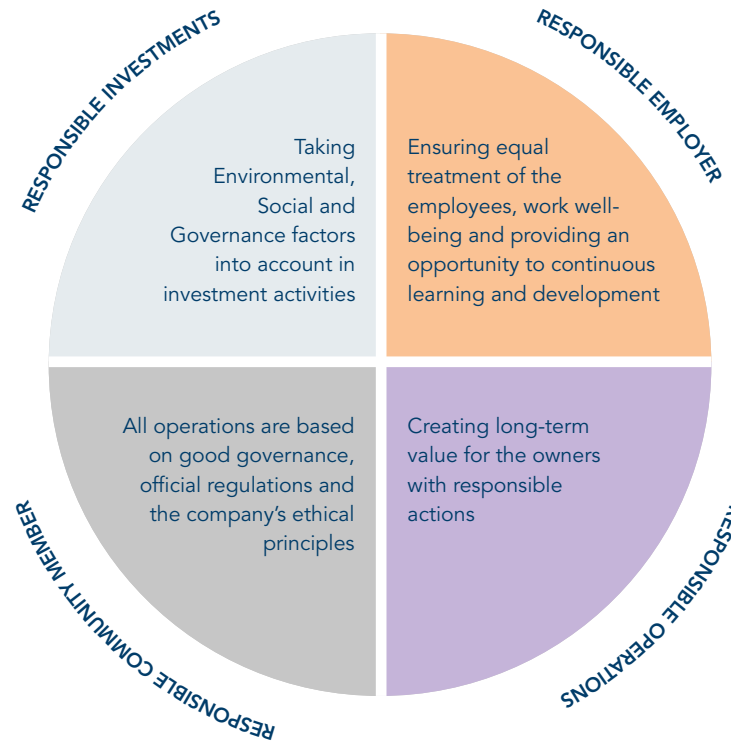 RESPONSIBLE INVESTMENTS
Taking
Environmental,
Social and
Governance factors
into account in
investment activities
RESPONSIBLE EMPLOYER
Ensuring equal
treatment of the
employees, work well-
being and providing an
opportunity to continuous
learning and development
RESPONSIBLE COMMUNITY MEMBER
All operations are based
on good governance,
official regulations and
the company's ethical
principles
RESPONSIBLE OPERATIONS
Creating long-term
value for the owners
with responsible
actions